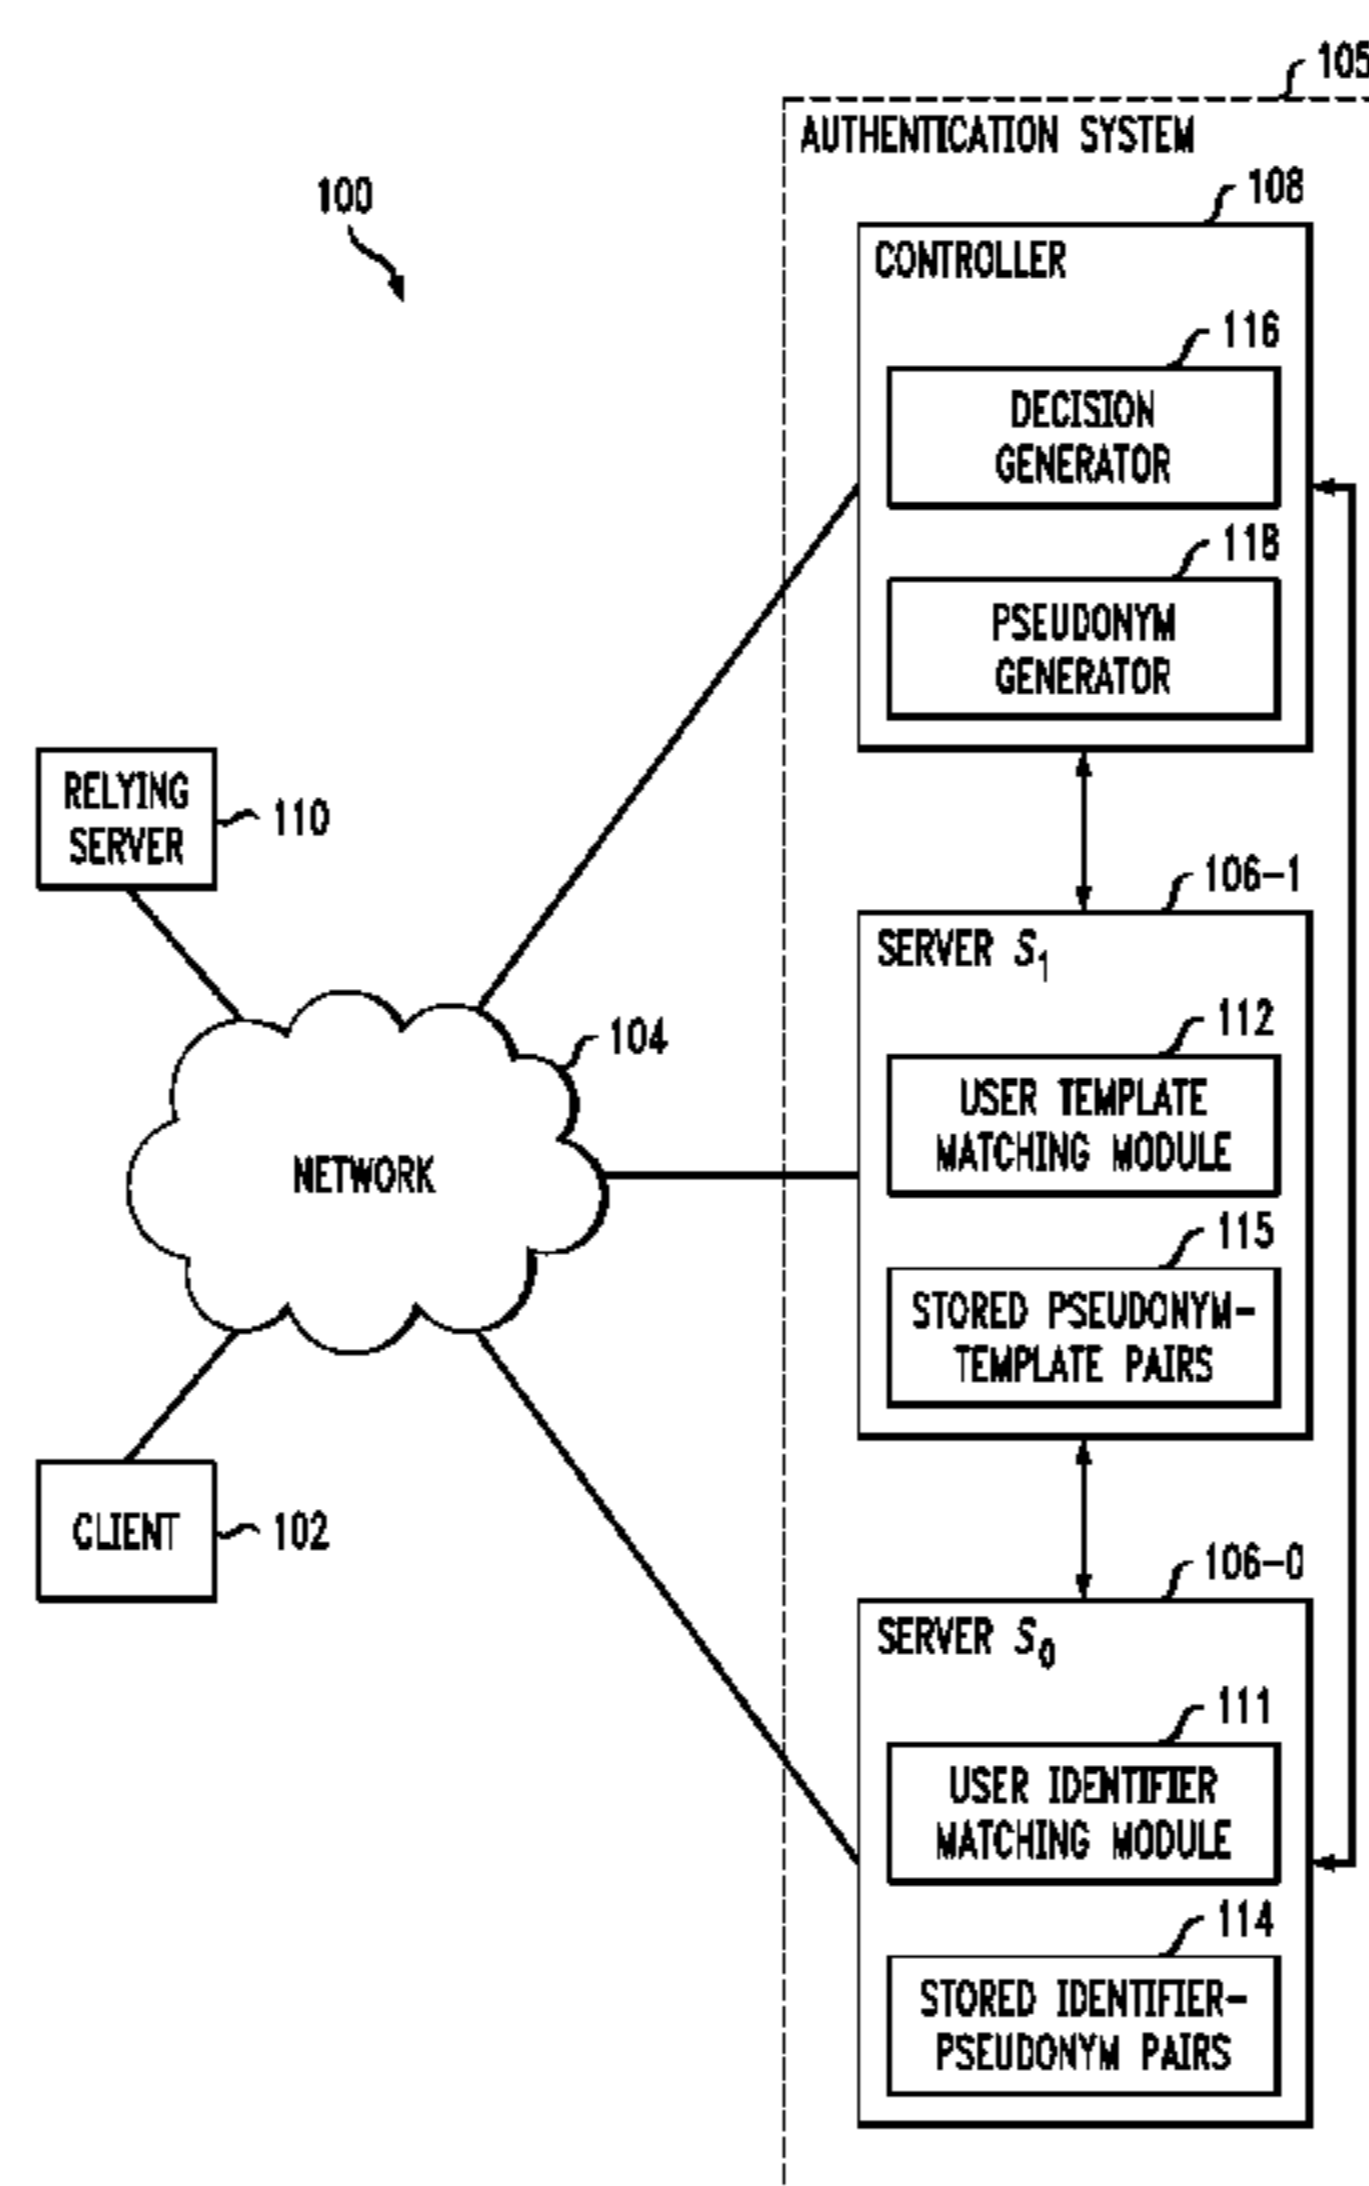 105
AUTHENTICATION SYSTEM
100
108
CONTROLLER
116
DECISION
GENERATOR
118
PSEUDONYM
GENERATOR
RELYING
SERVER
110
106-1
SERVER S1
112
USER TEMPLATE
MATCHING MODULE
104
NETWORK
115
STORED PSEUDONYM-
TEMPLATE PAIRS
CLIENT
102
106-0
SERVER S0
111
USER IDENTIFIER
MATCHING MODULE
114
STORED IDENTIFIER-
PSEUDONYM PAIRS